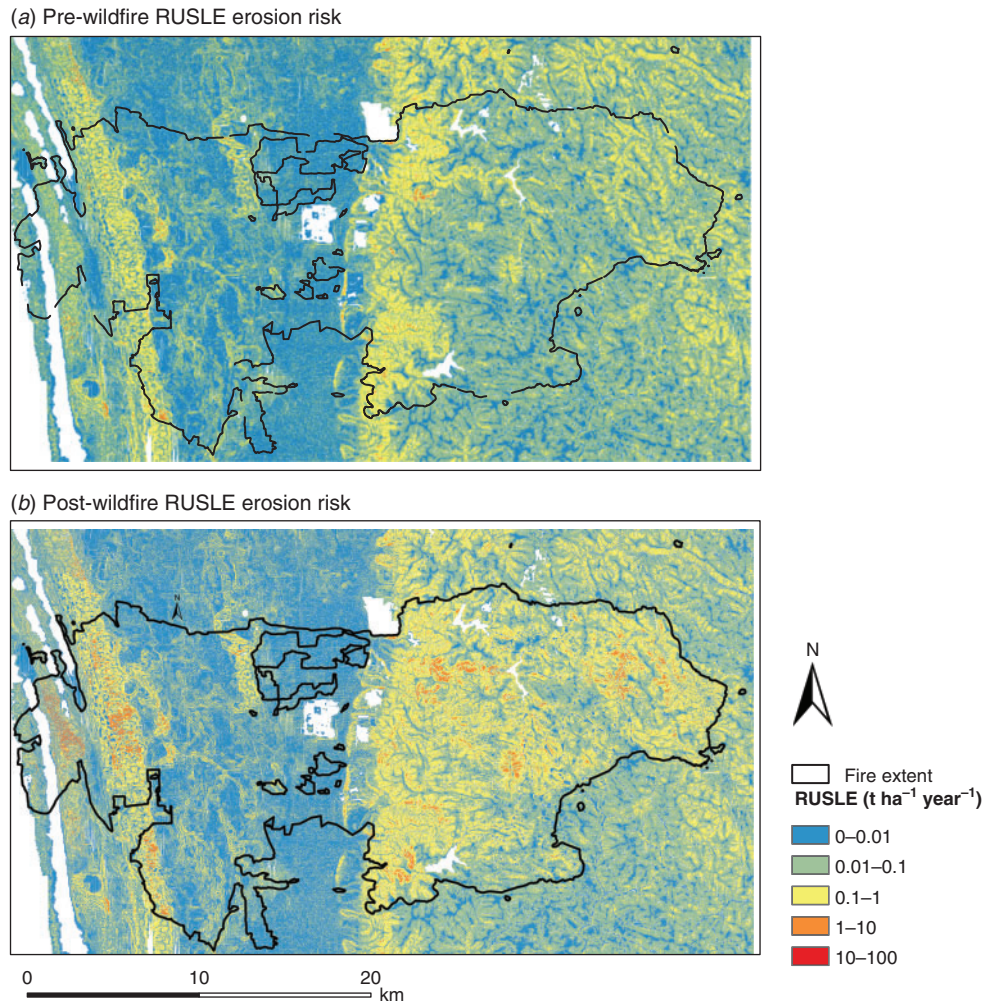 (a) Pre-wildfire RUSLE erosion risk
(b) Post-wildfire RUSLE erosion risk
N
N
Fire extent
RUSLE (t ha⁻¹ year⁻¹)
0–0.01
0.01–0.1
0.1–1
1–10
10–100
0 10 20
km